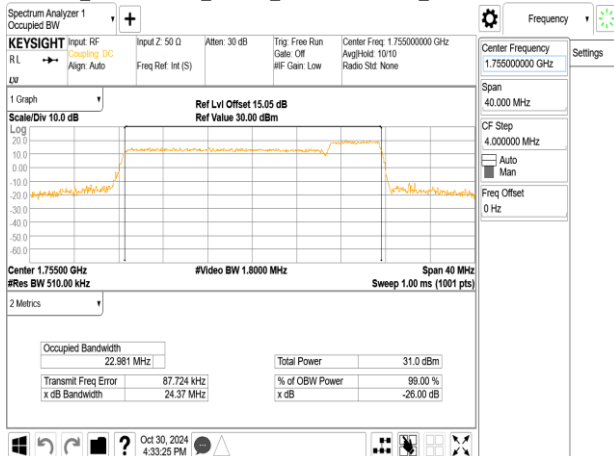 Spectrum Analyzer 1
Occupied BW
Frequency
KEYSIGHT
Input: RF
Coupling: DC
Align: Auto
Input Z: 50 Ω
Freq Ref: Int (S)
Atten: 30 dB
Trig: Free Run
Gate: Off
#IF Gain: Low
Center Freq: 1.755000000 GHz
Avg|Hold: 10/10
Radio Std: None
RL
LXI
Center Frequency
1.755000000 GHz
Settings
Span
40.000 MHz
CF Step
4.000000 MHz
Auto
Man
Freq Offset
0 Hz
1 Graph
Scale/Div 10.0 dB
Ref Lvl Offset 15.05 dB
Ref Value 30.00 dBm
Log
20.0
10.0
0.00
-10.0
-20.0
-30.0
-40.0
-50.0
-60.0
Center 1.75500 GHz
#Video BW 1.8000 MHz
Span 40 MHz
#Res BW 510.00 kHz
Sweep 1.00 ms (1001 pts)
2 Metrics
Occupied Bandwidth
22.981 MHz
Total Power 31.0 dBm
Transmit Freq Error 87.724 kHz
% of OBW Power 99.00 %
x dB Bandwidth 24.37 MHz
x dB -26.00 dB
?
Oct 30, 2024
4:33:25 PM